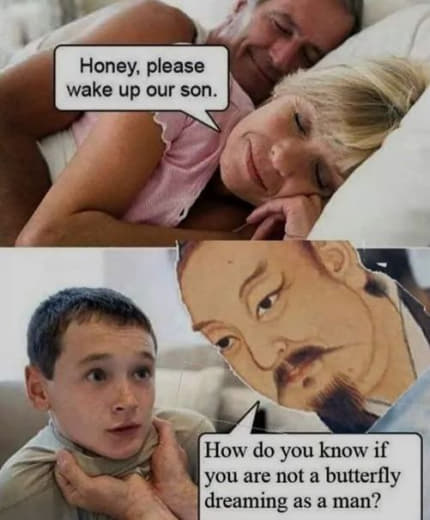 Honey, please
wake up our son.
How do you know if
you are not a butterfly
dreaming as a man?